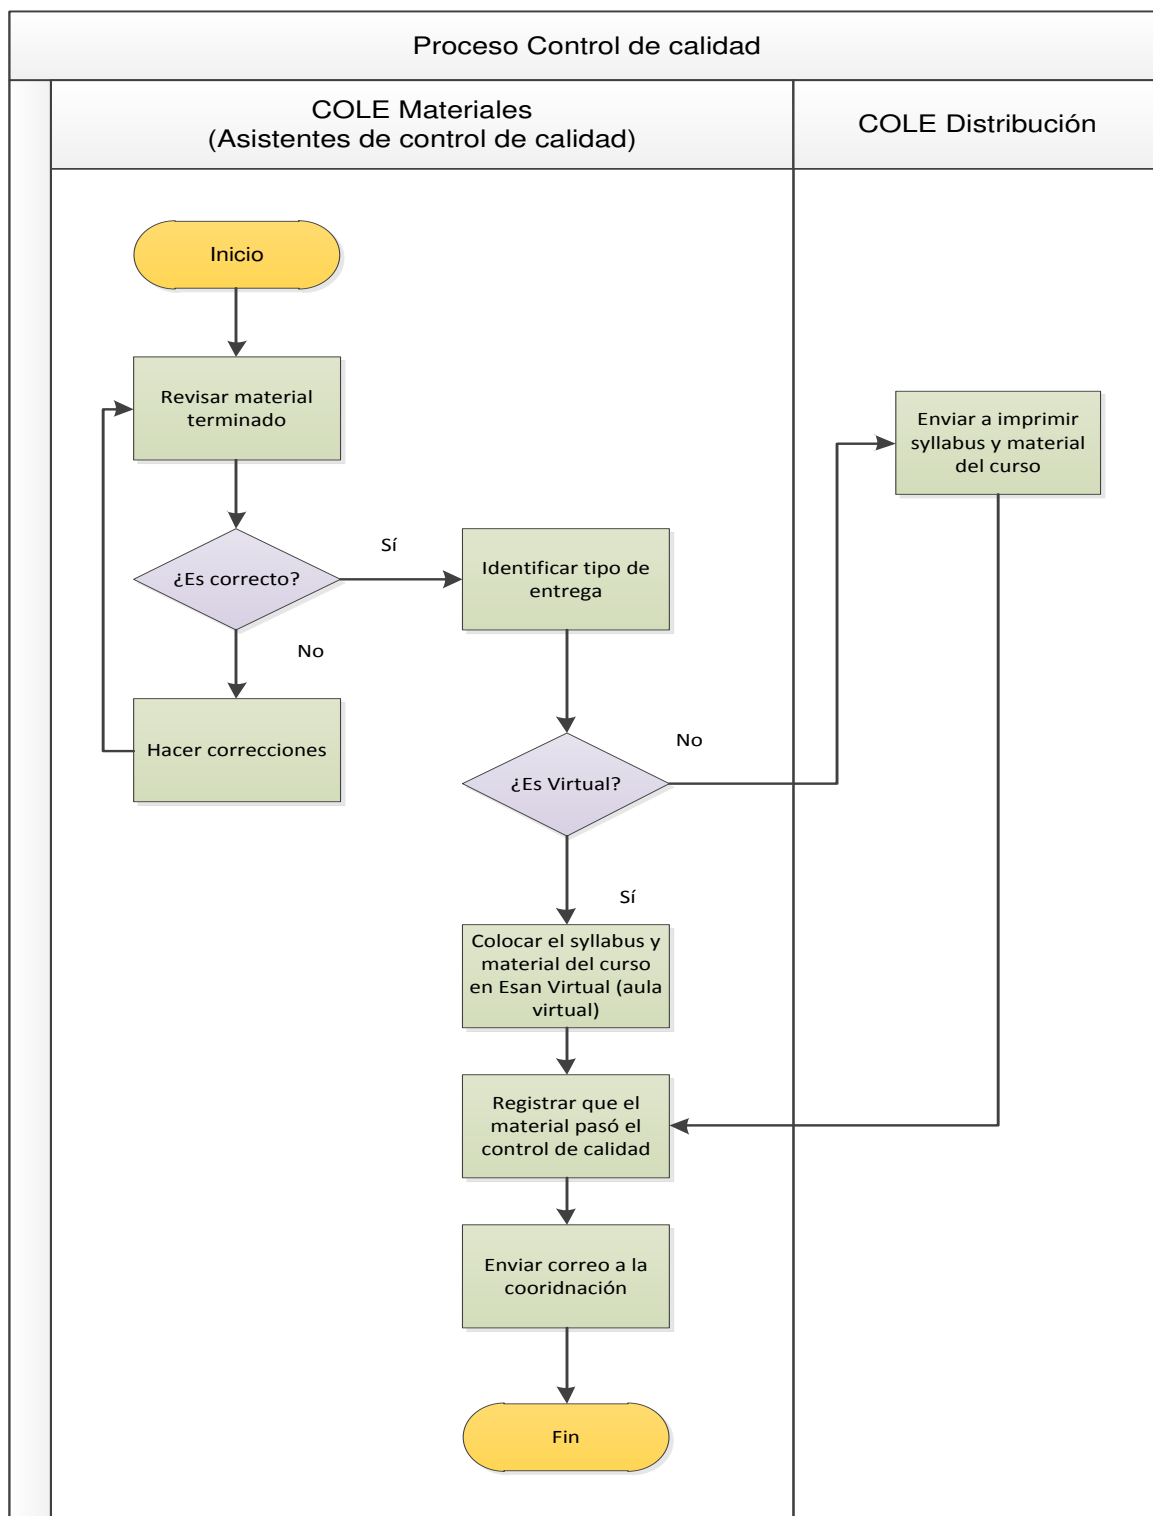 Proceso Control de calidad
COLE Materiales
(Asistentes de control de calidad)
COLE Distribución
Inicio
Revisar material
terminado
Enviar a imprimir
syllabus y material
del curso
¿Es correcto?
Sí
Identificar tipo de
entrega
No
Hacer correcciones
¿Es Virtual?
No
Sí
Colocar el syllabus y
material del curso
en Esan Virtual (aula
virtual)
Registrar que el
material pasó el
control de calidad
Enviar correo a la
cooridnación
Fin